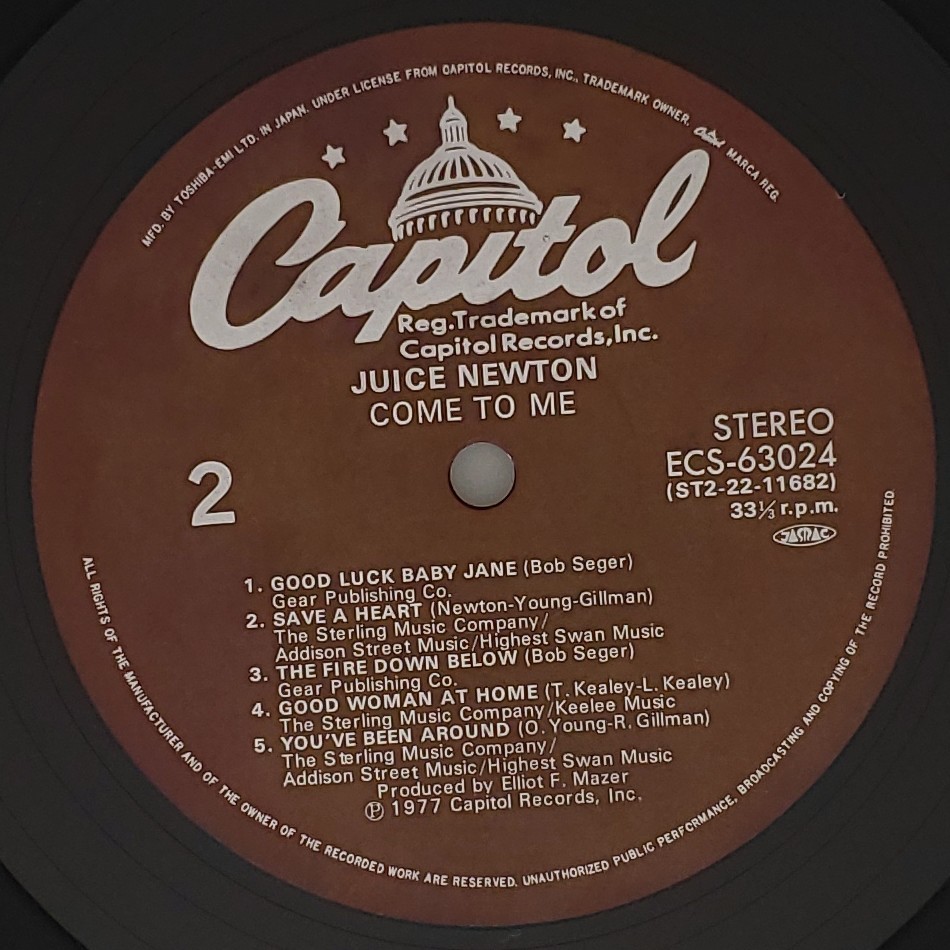 MFD. BY TOSHIBA-EMI LTD. IN JAPAN. UNDER LICENSE FROM CAPITOL RECORDS, INC., TRADEMARK OWNER. Capitol MARCA REG.
Capitol
Reg.Trademark of
Capitol Records,Inc.
JUICE NEWTON
COME TO ME
2
STEREO
ECS-63024
(ST2-22-11682)
33⅓ r.p.m.
JASRAC
1. GOOD LUCK BABY JANE (Bob Seger)
Gear Publishing Co.
2. SAVE A HEART (Newton-Young-Gillman)
The Sterling Music Company/
Addison Street Music/Highest Swan Music
3. THE FIRE DOWN BELOW (Bob Seger)
Gear Publishing Co.
4. GOOD WOMAN AT HOME (T. Kealey-L. Kealey)
The Sterling Music Company/Keelee Music
5. YOU'VE BEEN AROUND (O. Young-R. Gillman)
The Sterling Music Company/
Addison Street Music/Highest Swan Music
Produced by Elliot F. Mazer
℗ 1977 Capitol Records, Inc.
ALL RIGHTS OF THE MANUFACTURER AND OF THE OWNER OF THE RECORDED WORK ARE RESERVED. UNAUTHORIZED PUBLIC PERFORMANCE, BROADCASTING AND COPYING OF THE RECORD PROHIBITED.